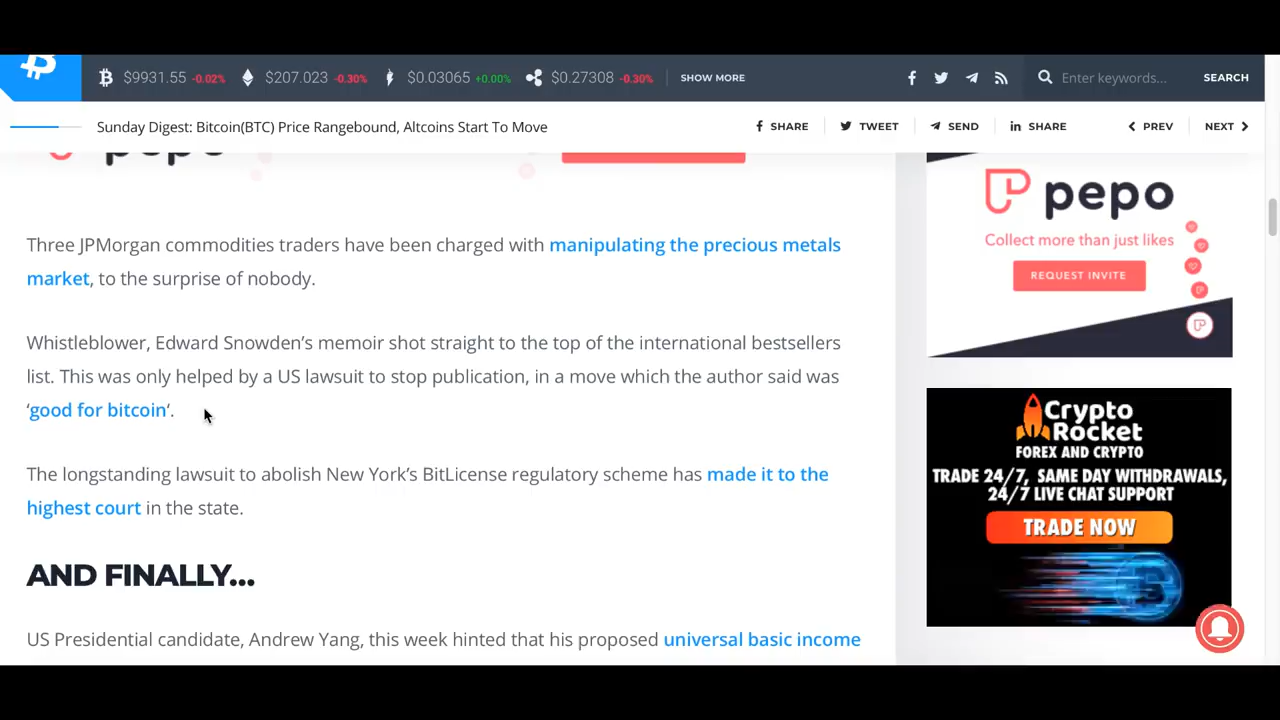 $9931.55 -0.02% $207.023 -0.30% $0.03065 +0.00% $0.27308 -0.30% SHOW MORE Enter keywords... SEARCH
Sunday Digest: Bitcoin(BTC) Price Rangebound, Altcoins Start To Move SHARE TWEET SEND SHARE PREV NEXT
pepo
Three JPMorgan commodities traders have been charged with manipulating the precious metals
market, to the surprise of nobody.
Whistleblower, Edward Snowden’s memoir shot straight to the top of the international bestsellers
list. This was only helped by a US lawsuit to stop publication, in a move which the author said was
‘good for bitcoin‘.
The longstanding lawsuit to abolish New York’s BitLicense regulatory scheme has made it to the
highest court in the state.
AND FINALLY...
US Presidential candidate, Andrew Yang, this week hinted that his proposed universal basic income
pepo
Collect more than just likes
REQUEST INVITE
Crypto
Rocket
FOREX AND CRYPTO
TRADE 24/7, SAME DAY WITHDRAWALS,
24/7 LIVE CHAT SUPPORT
TRADE NOW